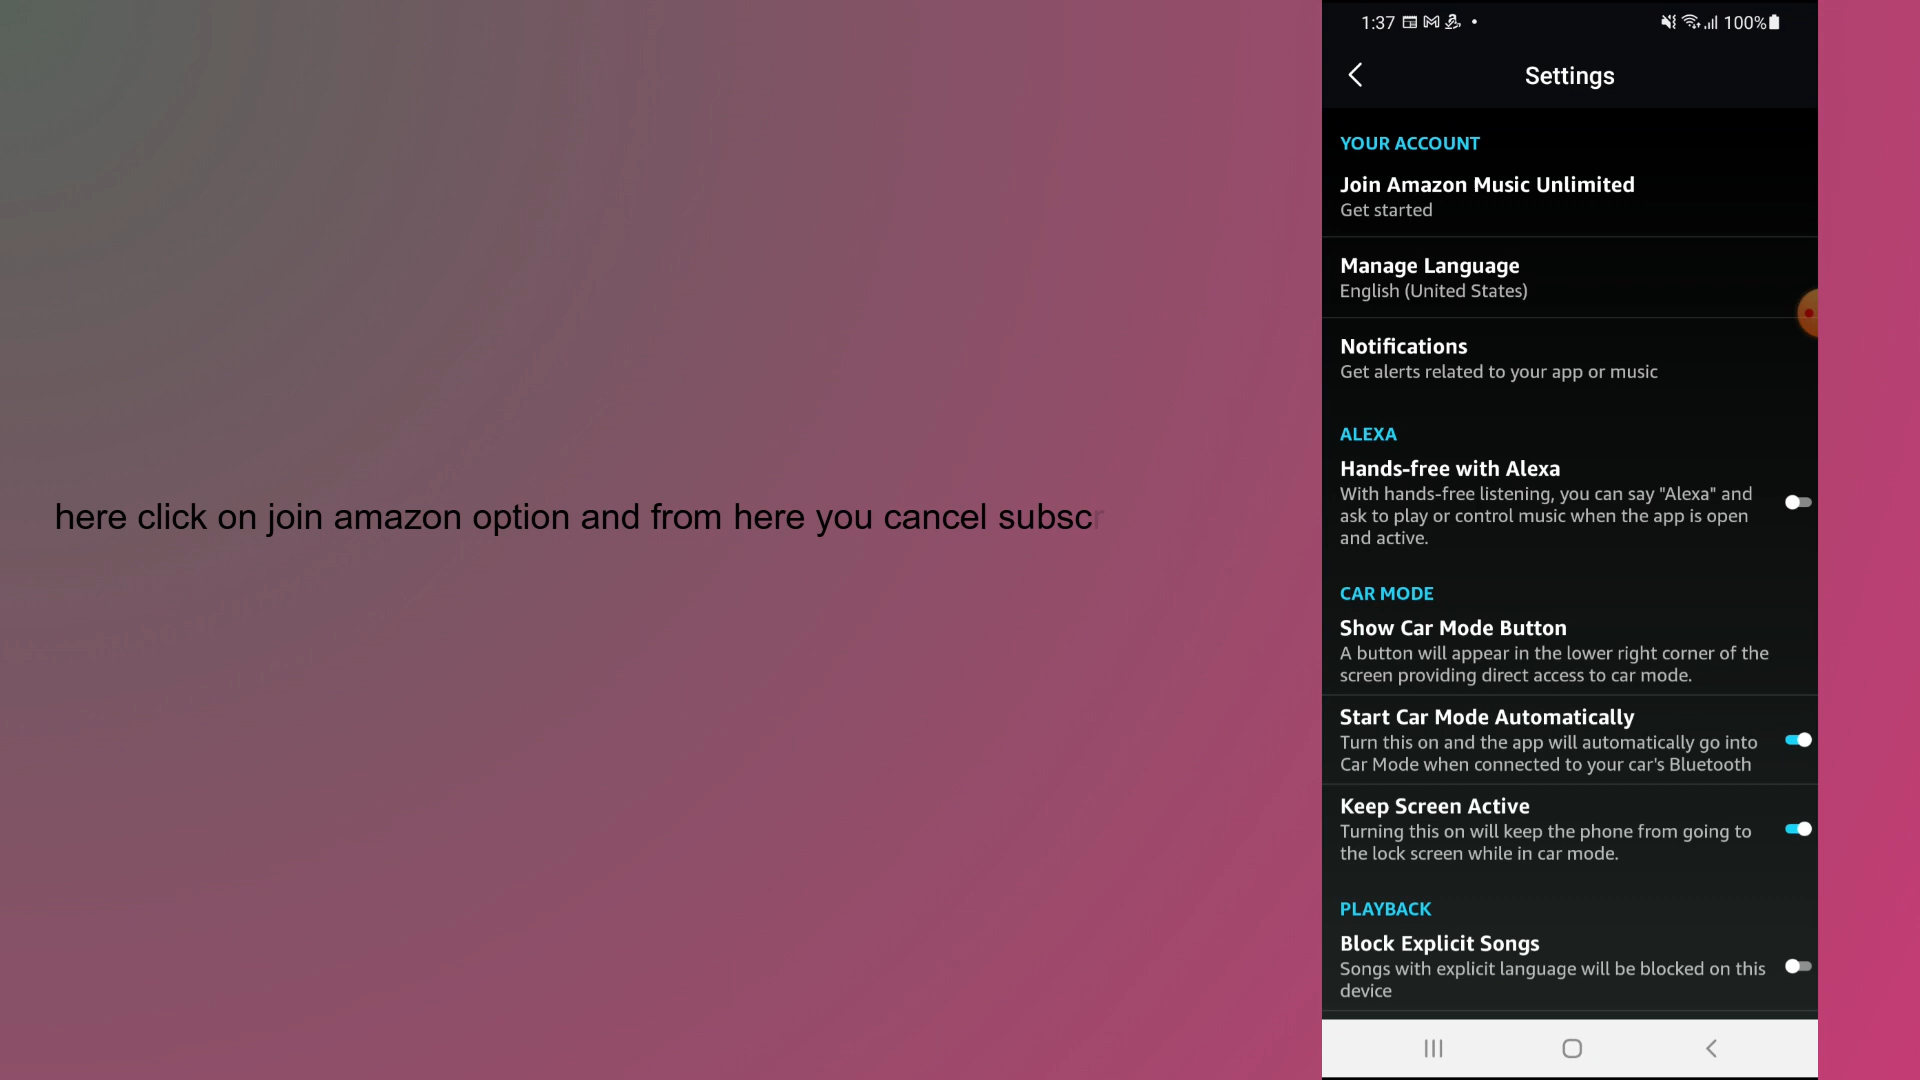 here click on join amazon option and from here you cancel subscr
1:37
100%
Settings
YOUR ACCOUNT
Join Amazon Music Unlimited
Get started
Manage Language
English (United States)
Notifications
Get alerts related to your app or music
ALEXA
Hands-free with Alexa
With hands-free listening, you can say "Alexa" and
ask to play or control music when the app is open
and active.
CAR MODE
Show Car Mode Button
A button will appear in the lower right corner of the
screen providing direct access to car mode.
Start Car Mode Automatically
Turn this on and the app will automatically go into
Car Mode when connected to your car's Bluetooth
Keep Screen Active
Turning this on will keep the phone from going to
the lock screen while in car mode.
PLAYBACK
Block Explicit Songs
Songs with explicit language will be blocked on this
device